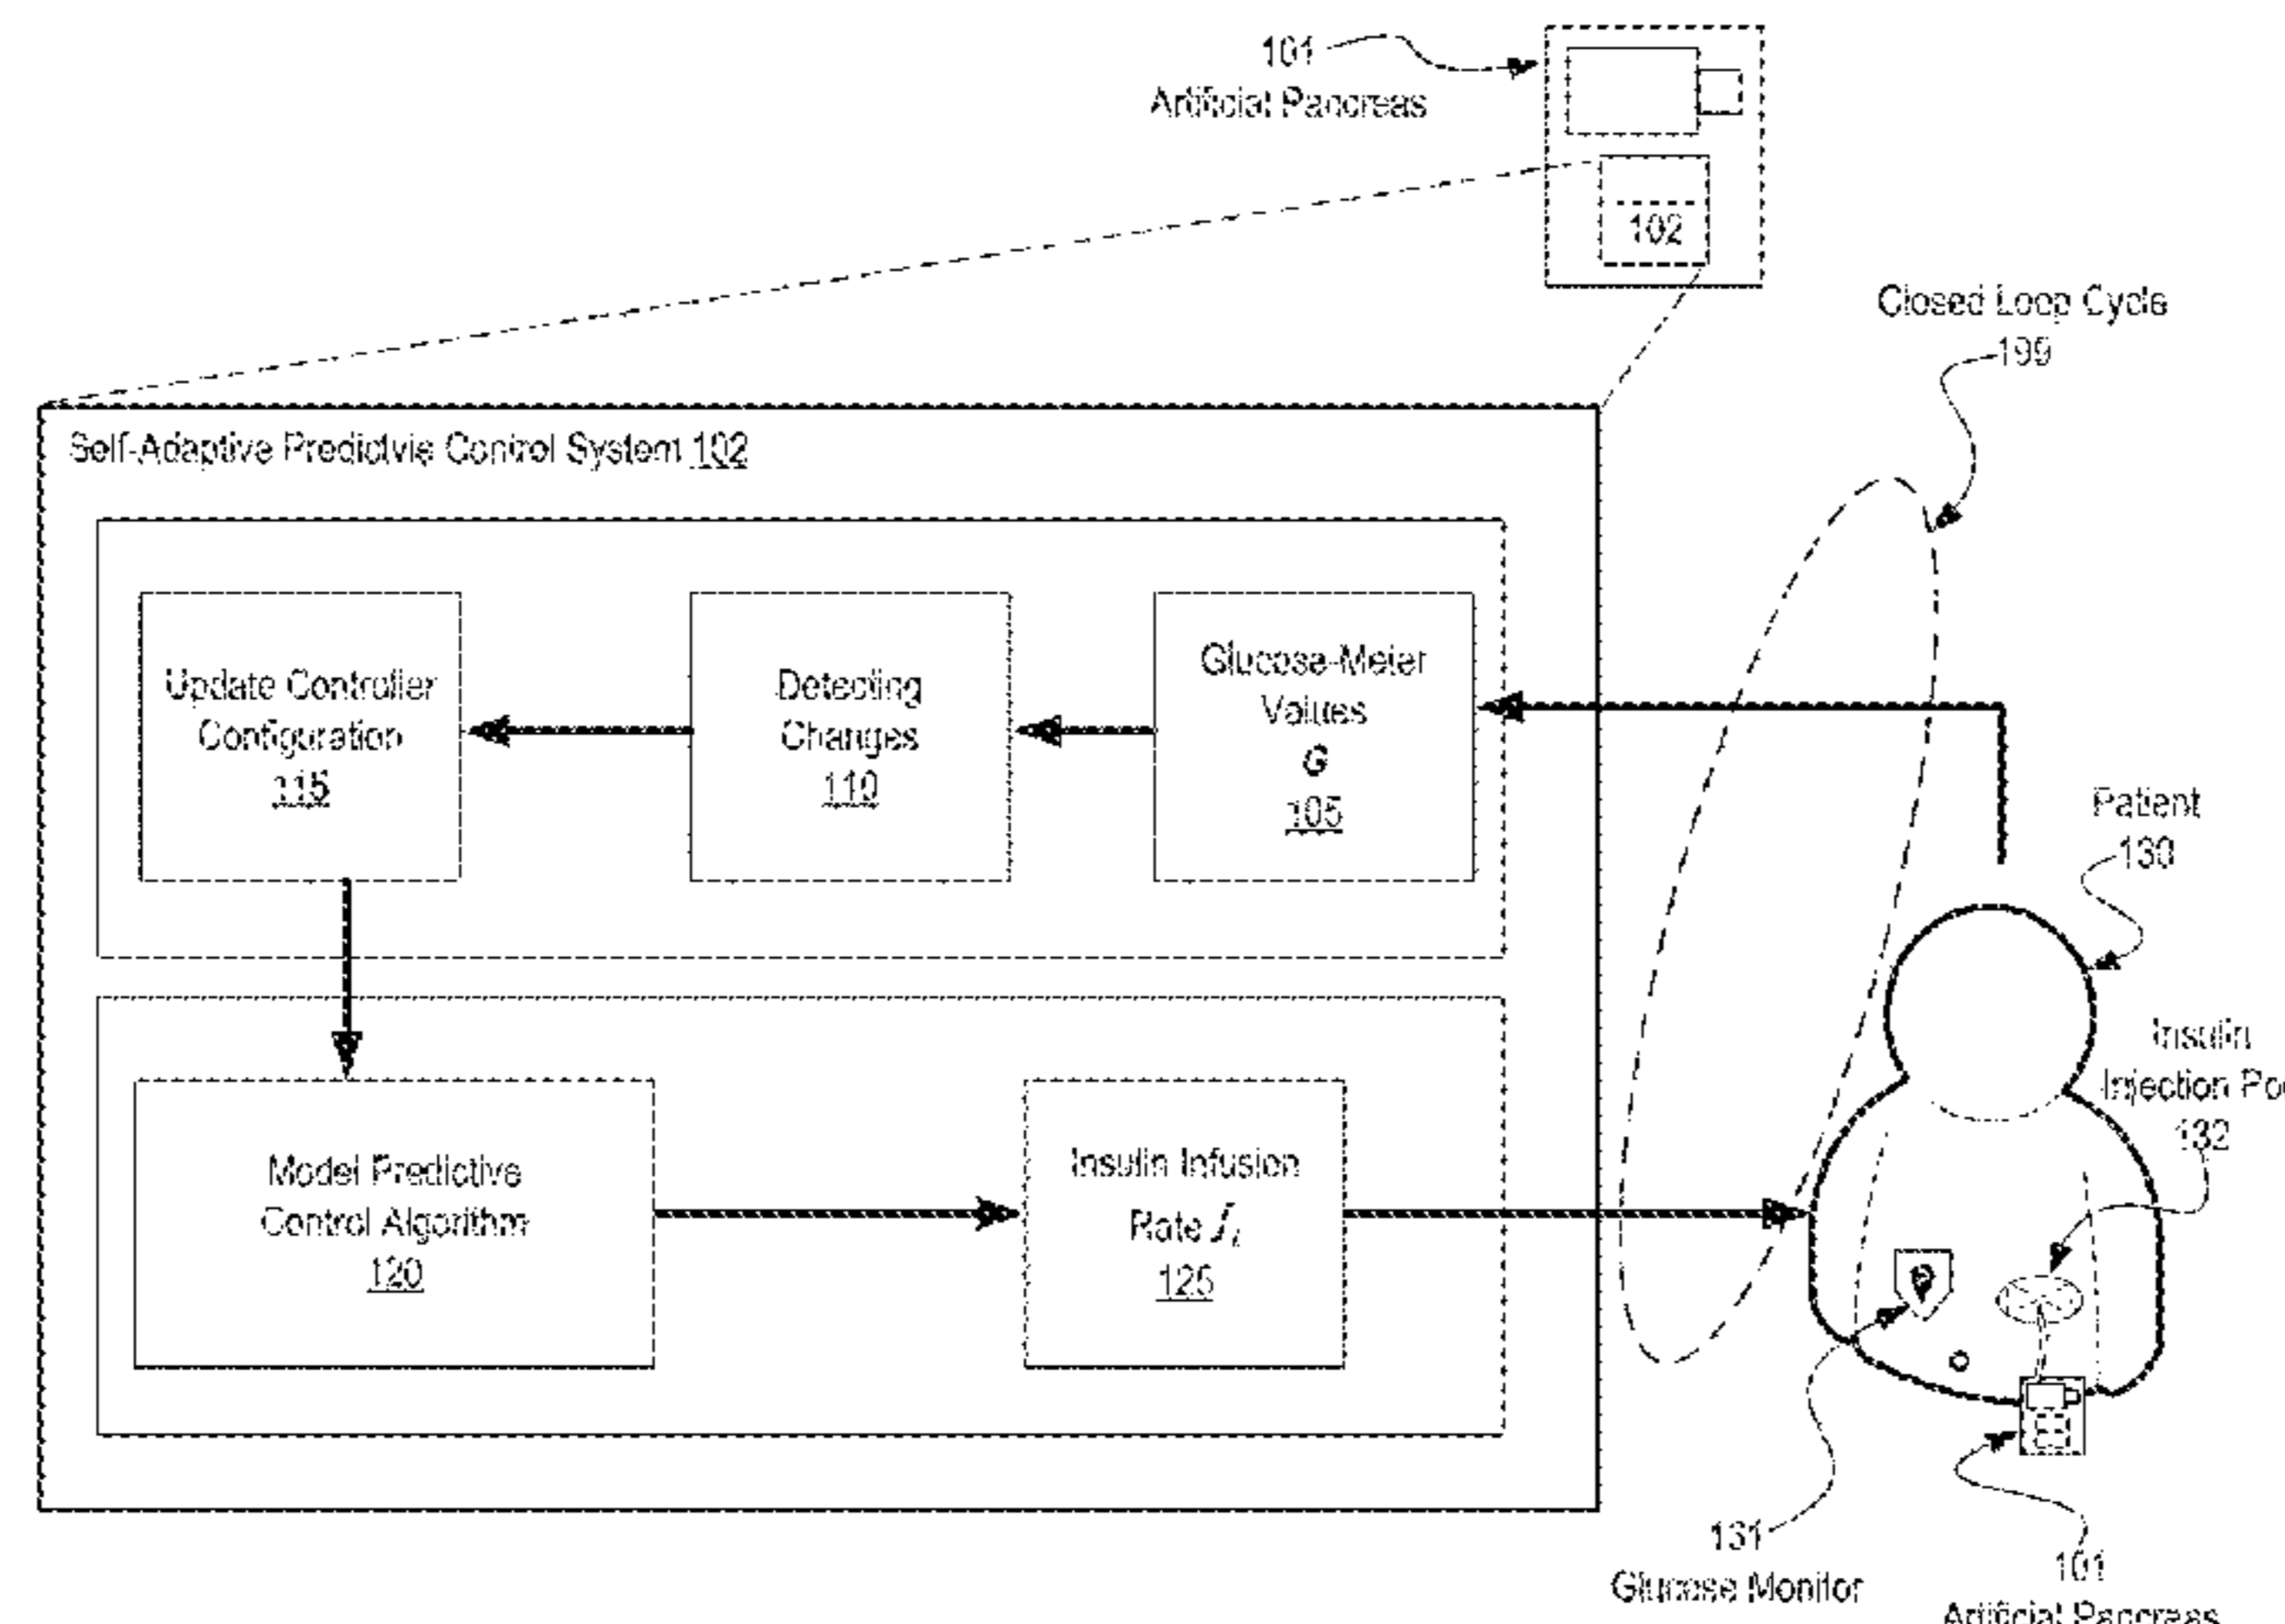 101
Artificial Pancreas
102
Closed Loop Cycle
199
Self-Adaptive Predictvie Control System 102
Update Controller
Configuration
115
Detecting
Changes
110
Glucose-Meter
Values
G
105
Patient
130
Insulin
Injection
132
Model Predictive
Control Algorithm
120
Insulin Infusion
Rate Ji
125
131
Glucose Monitor
101
Artificial Pancreas